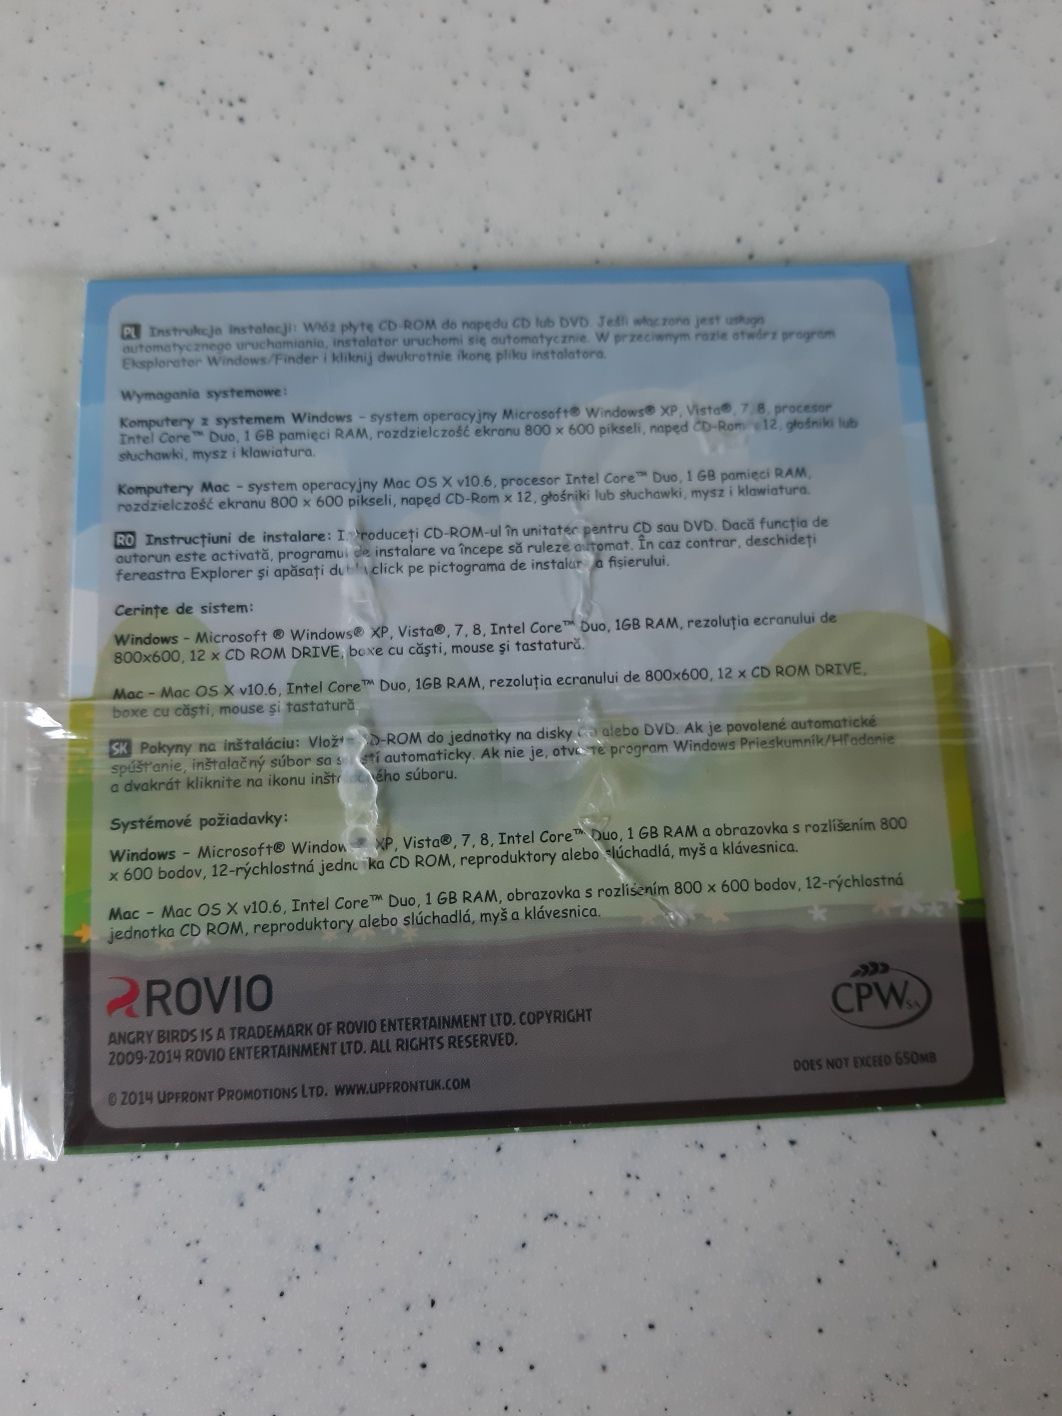 PL Instrukcja instalacji: Włóż płytę CD-ROM do napędu CD lub DVD. Jeśli włączona jest usługa
automatycznego uruchamiania, instalator uruchomi się automatycznie. W przeciwnym razie otwórz program
Eksplorator Windows/Finder i kliknij dwukrotnie ikonę pliku instalatora.
Wymagania systemowe:
Komputery z systemem Windows – system operacyjny Microsoft® Windows® XP, Vista®, 7, 8, procesor
Intel Core™ Duo, 1 GB pamięci RAM, rozdzielczość ekranu 800 x 600 pikseli, napęd CD-Rom x 12, głośniki lub
słuchawki, mysz i klawiatura.
Komputery Mac – system operacyjny Mac OS X v10.6, procesor Intel Core™ Duo, 1 GB pamięci RAM,
rozdzielczość ekranu 800 x 600 pikseli, napęd CD-Rom x 12, głośniki lub słuchawki, mysz i klawiatura.
RO Instrucțiuni de instalare: Introduceți CD-ROM-ul în unitatea pentru CD sau DVD. Dacă funcția de
autorun este activată, programul de instalare va începe să ruleze automat. În caz contrar, deschideți
fereastra Explorer și apăsați dublu click pe pictograma de instalare a fișierului.
Cerințe de sistem:
Windows – Microsoft ® Windows® XP, Vista®, 7, 8, Intel Core™ Duo, 1GB RAM, rezoluția ecranului de
800x600, 12 x CD ROM DRIVE, boxe cu căști, mouse și tastatură.
Mac – Mac OS X v10.6, Intel Core™ Duo, 1GB RAM, rezoluția ecranului de 800x600, 12 x CD ROM DRIVE,
boxe cu căști, mouse și tastatură
SK Pokyny na inštaláciu: Vložte CD-ROM do jednotky na disky CD alebo DVD. Ak je povolené automatické
spúšťanie, inštalačný súbor sa spustí automaticky. Ak nie je, otvorte program Windows Prieskumník/Hľadanie
a dvakrát kliknite na ikonu inštalačného súboru.
Systémové požiadavky:
Windows – Microsoft® Windows® XP, Vista®, 7, 8, Intel Core™ Duo, 1 GB RAM a obrazovka s rozlíšením 800
x 600 bodov, 12-rýchlostná jednotka CD ROM, reproduktory alebo slúchadlá, myš a klávesnica.
Mac – Mac OS X v10.6, Intel Core™ Duo, 1 GB RAM, obrazovka s rozlíšením 800 x 600 bodov, 12-rýchlostná
jednotka CD ROM, reproduktory alebo slúchadlá, myš a klávesnica.
ROVIO
CPW S.A.
ANGRY BIRDS IS A TRADEMARK OF ROVIO ENTERTAINMENT LTD. COPYRIGHT
2009-2014 ROVIO ENTERTAINMENT LTD. ALL RIGHTS RESERVED.
DOES NOT EXCEED 650MB
© 2014 UPFRONT PROMOTIONS LTD. WWW.UPFRONTUK.COM